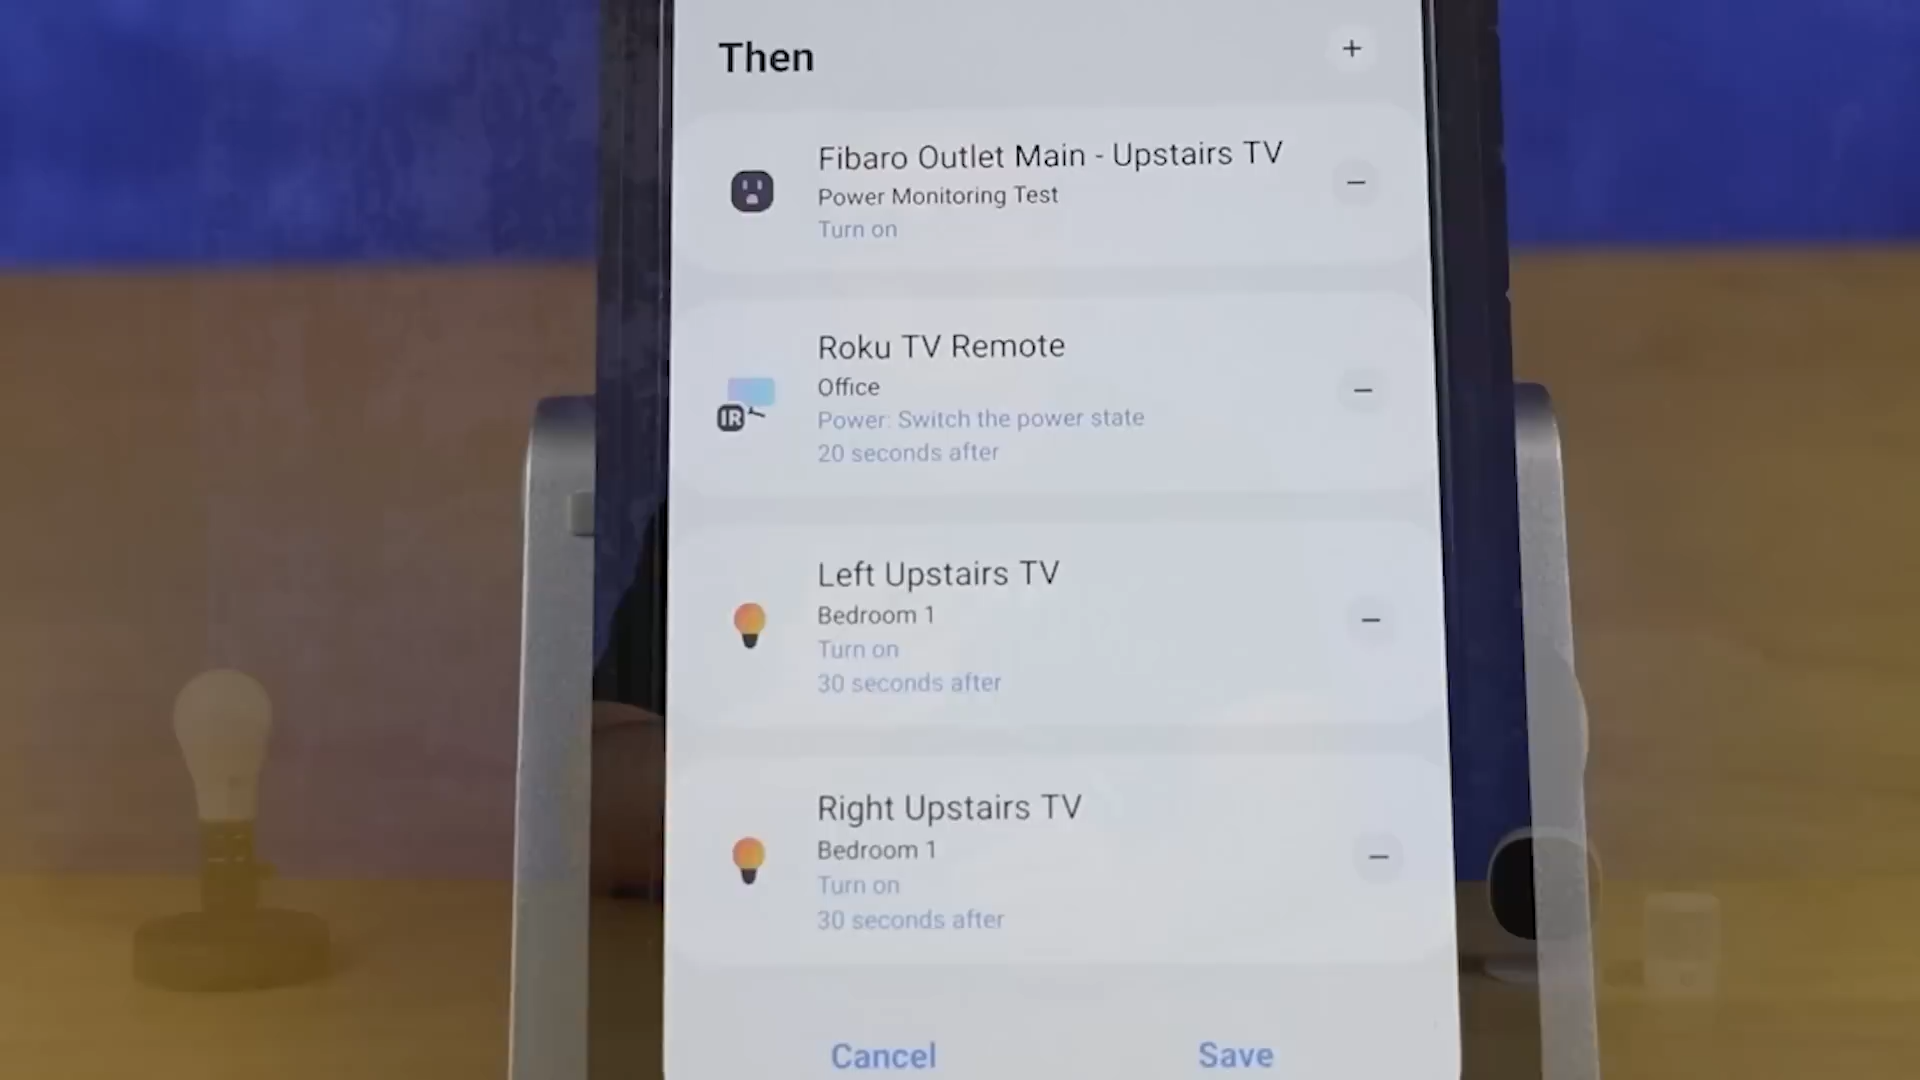 Then
+
Fibaro Outlet Main - Upstairs TV
Power Monitoring Test
Turn on
Roku TV Remote
Office
Power: Switch the power state
20 seconds after
IR
Left Upstairs TV
Bedroom 1
Turn on
30 seconds after
Right Upstairs TV
Bedroom 1
Turn on
30 seconds after
Cancel
Save